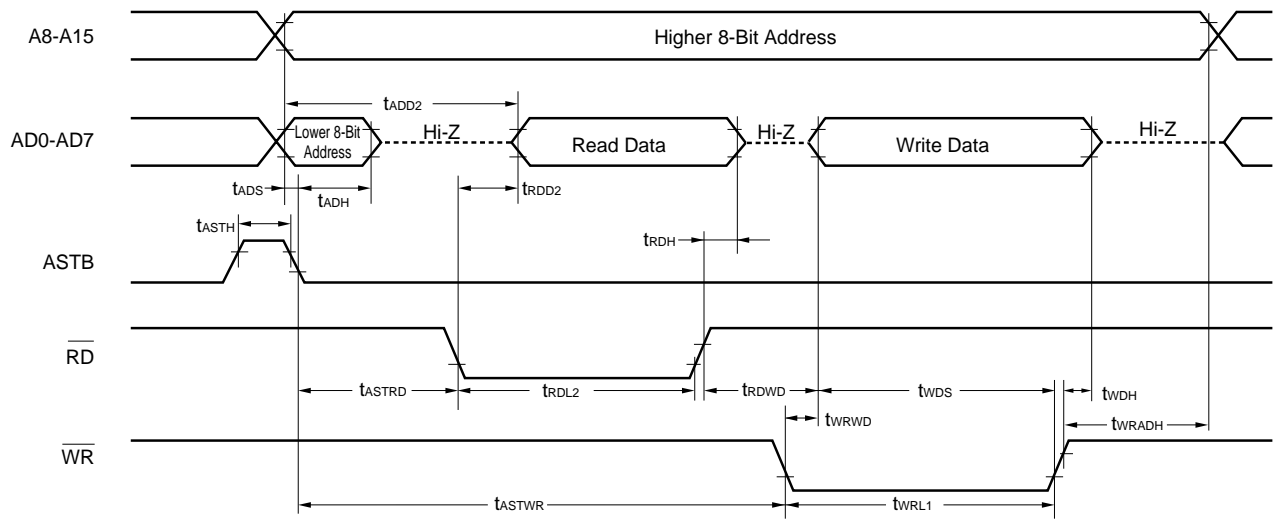 A8-A15
Higher 8-Bit Address
tADD2
AD0-AD7
Lower 8-Bit
Address
Hi-Z
Read Data
Hi-Z
Write Data
Hi-Z
tADS
tADH
tRDD2
tASTH
tRDH
ASTB
RD
tASTRD
tRDL2
tRDWD
tWDS
tWDH
tWRWD
tWRADH
WR
tASTWR
tWRL1